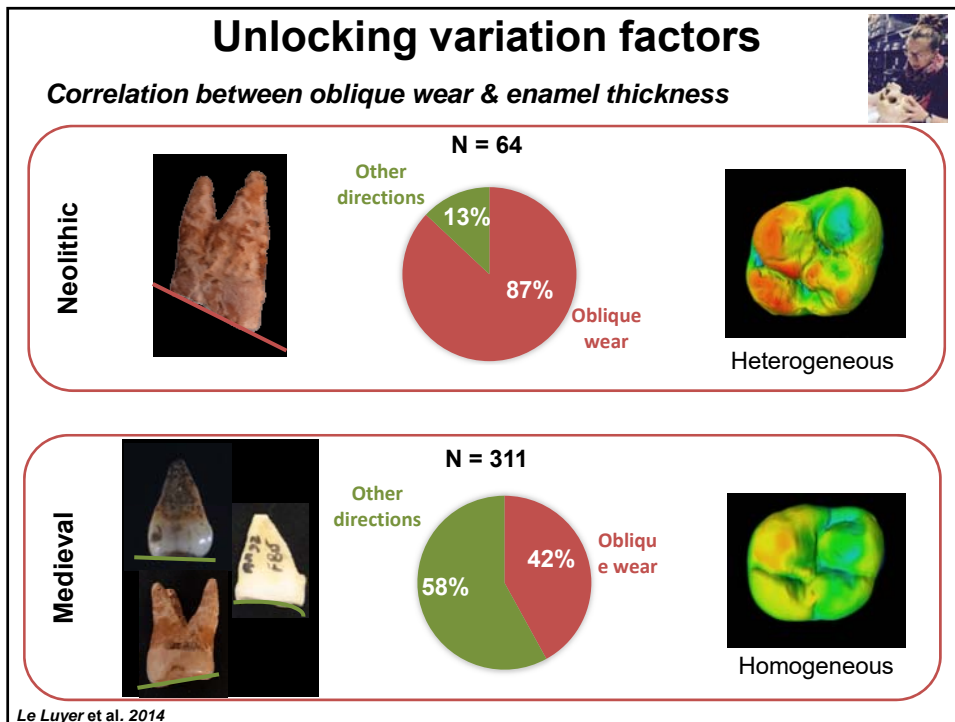 Unlocking variation factors
Correlation between oblique wear & enamel thickness
Neolithic
N = 64
Other
directions
13%
87%
Oblique
wear
Heterogeneous
Medieval
N = 311
Other
directions
58%
42%
Obliqu
e wear
Homogeneous
Le Luyer et al. 2014